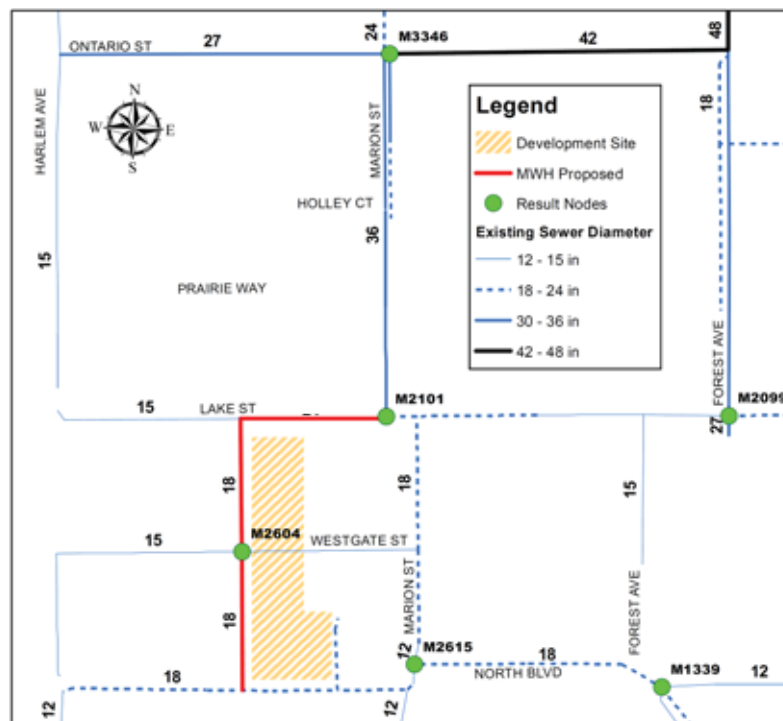 24
M3346
48
ONTARIO ST
27
42
HARLEM AVE
N
W
E
S
MARION ST
18
Legend
Development Site
MWH Proposed
Result Nodes
Existing Sewer Diameter
12 - 15 in
18 - 24 in
30 - 36 in
42 - 48 in
HOLLEY CT
36
15
PRAIRIE WAY
FOREST AVE
M2101
M2099
15
LAKE ST
27
18
18
15
M2604
15
WESTGATE ST
MARION ST
FOREST AVE
18
12
M2615
18
NORTH BLVD
M1339
12
18
12
12